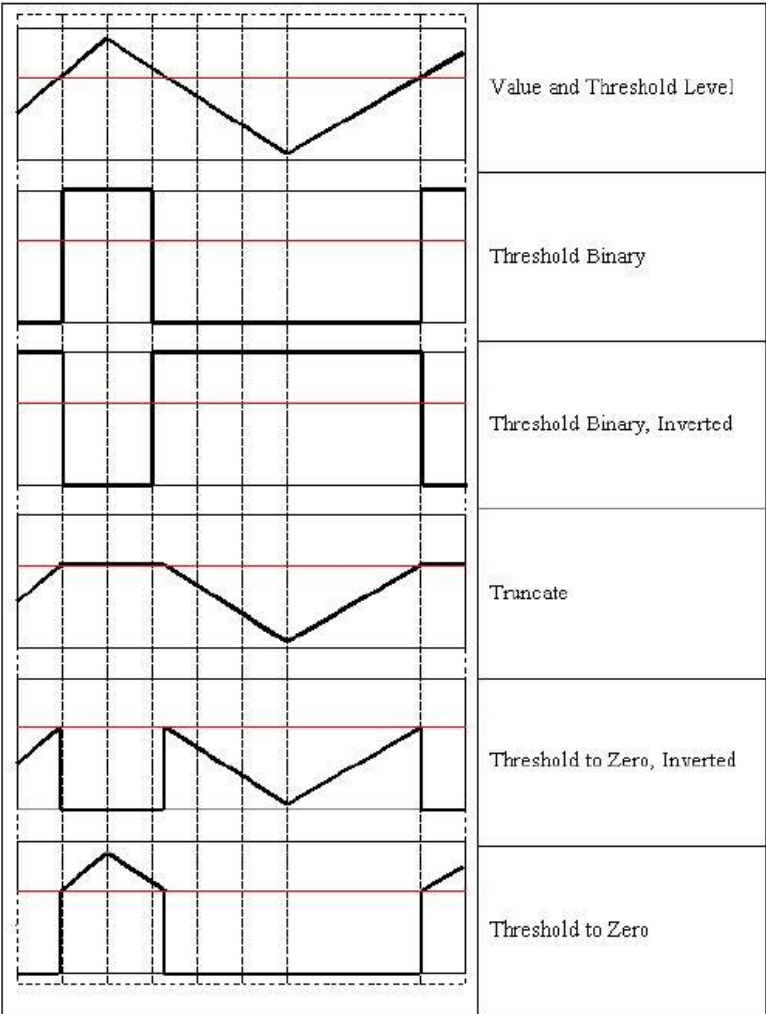 Value and Threshold Level
Threshold Binary
Threshold Binary, Inverted
Truncate
Threshold to Zero, Inverted
Threshold to Zero